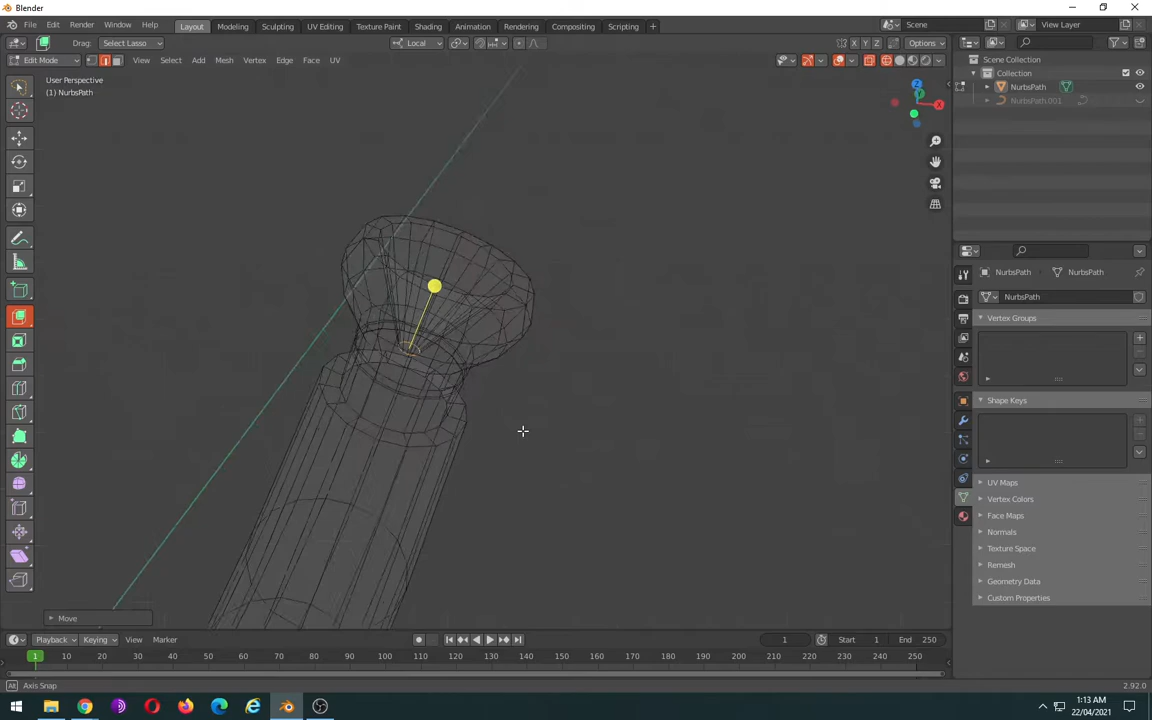 Blender
File Edit Render Window Help Layout Modeling Sculpting UV Editing Texture Paint Shading Animation Rendering Compositing Scripting + Scene View Layer
Drag: Select Lasso Local X Y Z Options
Edit Mode View Select Add Mesh Vertex Edge Face UV
User Perspective
(1) NurbsPath
Scene Collection
Collection
NurbsPath
NurbsPath.001
Z
Y
X
NurbsPath NurbsPath
NurbsPath
Vertex Groups
Shape Keys
UV Maps
Vertex Colors
Face Maps
Normals
Texture Space
Remesh
Geometry Data
Custom Properties
Move
Playback Keying View Marker 1 Start 1 End 250
1 10 20 30 40 50 60 70 80 90 100 110 120 130 140 150 160 170 180 190 200 210 220 230 240 250
Alt Axis Snap 2.92.0
1:13 AM
22/04/2021